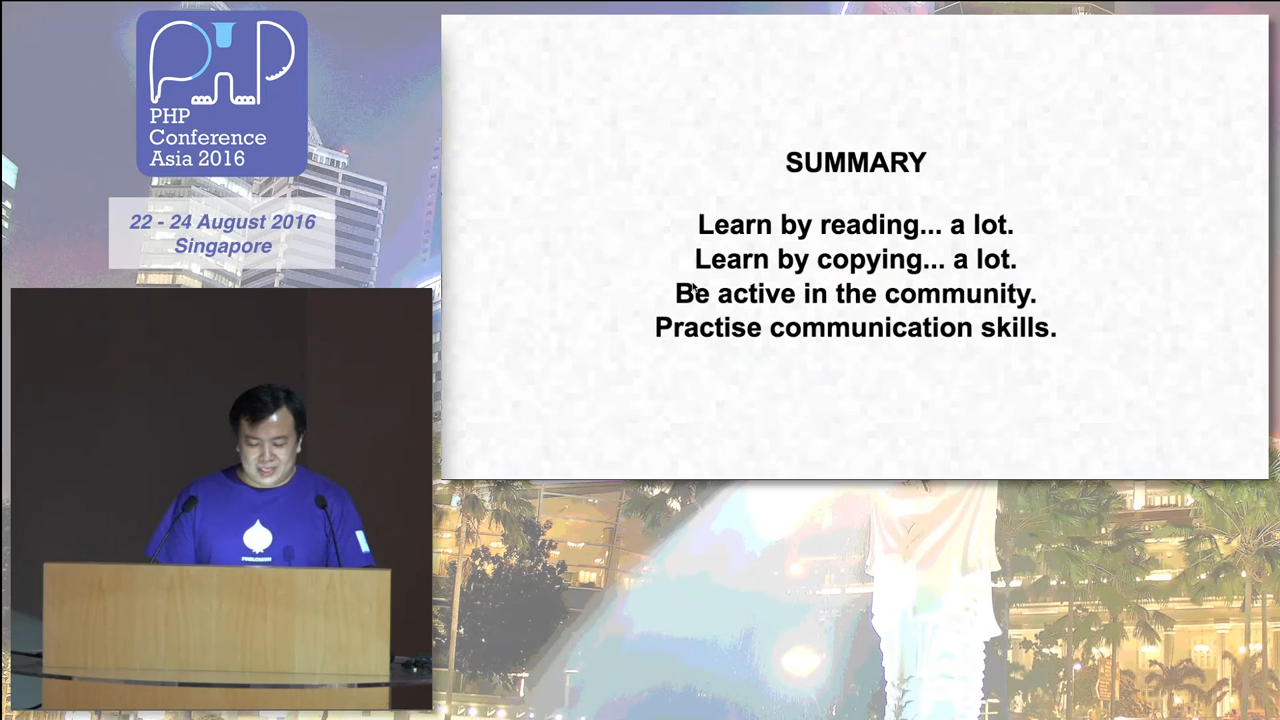 PHP
Conference
Asia 2016
22 - 24 August 2016
Singapore
SUMMARY
Learn by reading... a lot.
Learn by copying... a lot.
Be active in the community.
Practise communication skills.